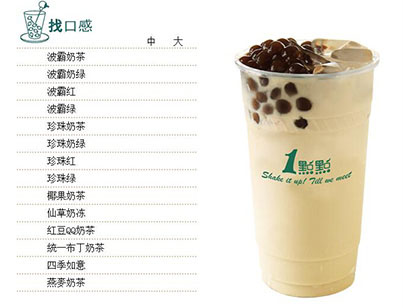 找口感
中 大
波霸奶茶
波霸奶绿
波霸红
波霸绿
珍珠奶茶
珍珠奶绿
珍珠红
珍珠绿
椰果奶茶
仙草奶冻
红豆QQ奶茶
统一布丁奶茶
四季如意
燕麥奶茶
1點點
Shake it up! Till we meet